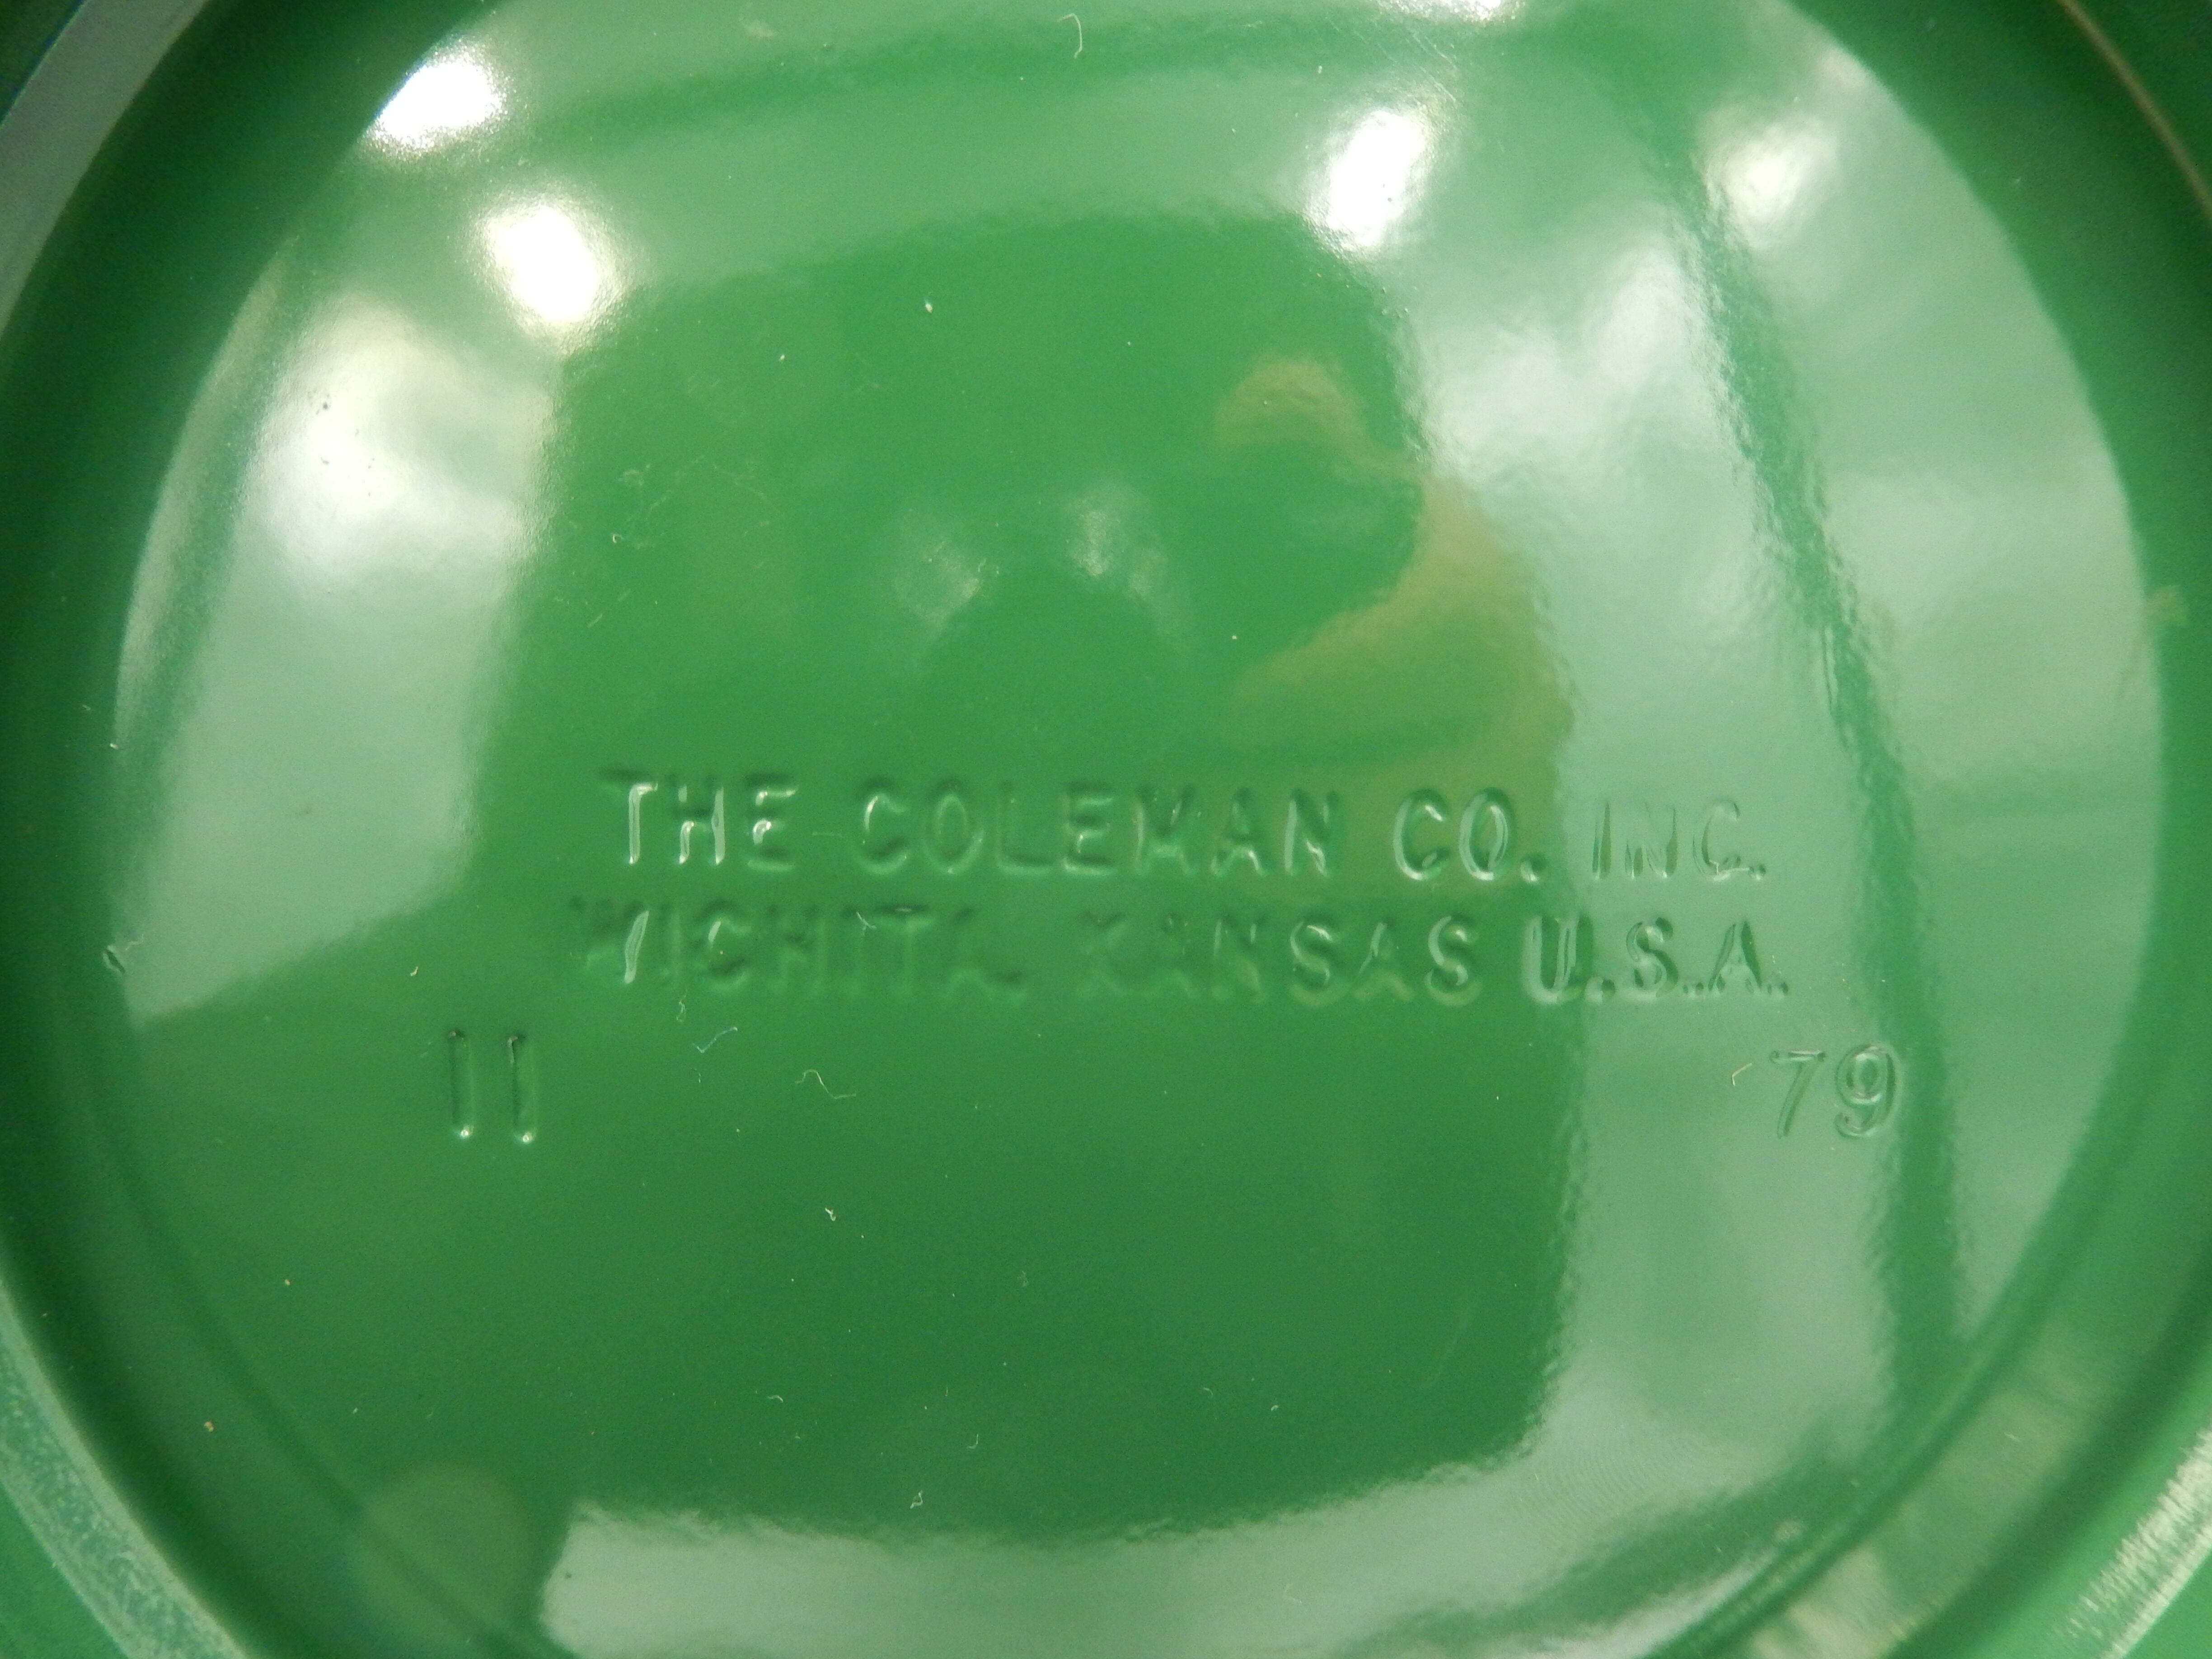 THE COLEMAN CO. INC.
WICHITA, KANSAS U.S.A.
11 79